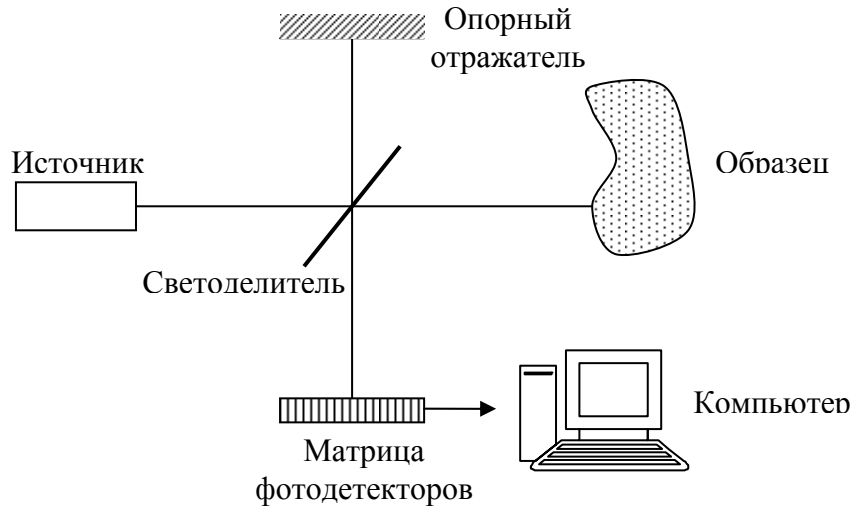 Опорный
отражатель
Источник
Образец
Светоделитель
Компьютер
Матрица
фотодетекторов